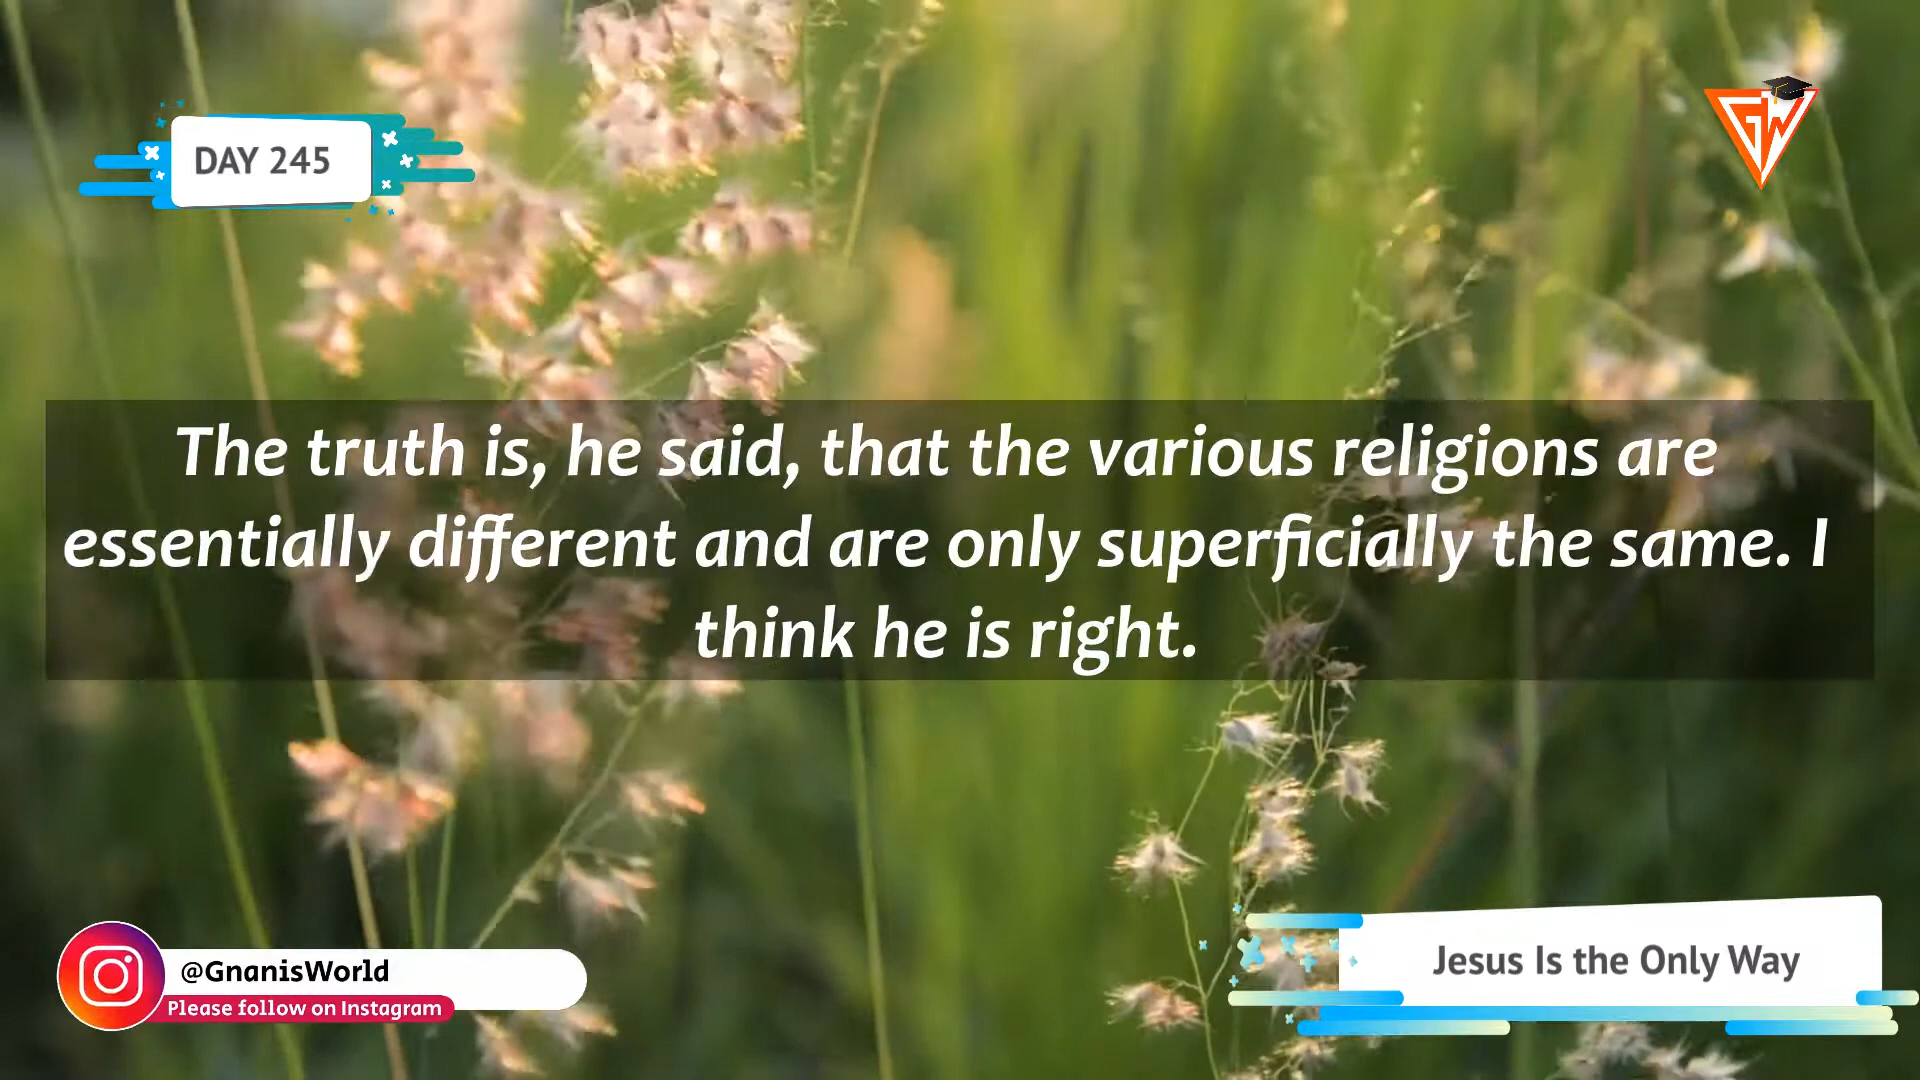 DAY 245
GW
The truth is, he said, that the various religions are
essentially different and are only superficially the same. I
think he is right.
@GnanisWorld
Please follow on Instagram
Jesus Is the Only Way